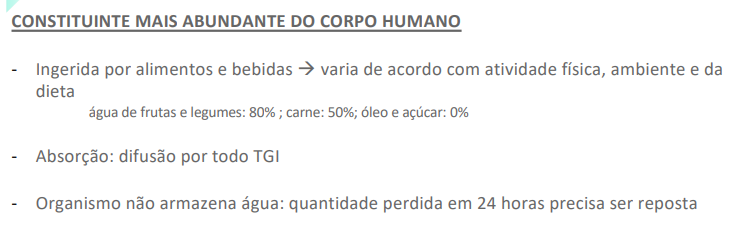 CONSTITUINTE MAIS ABUNDANTE DO CORPO HUMANO
- Ingerida por alimentos e bebidas → varia de acordo com atividade física, ambiente e da
dieta
água de frutas e legumes: 80% ; carne: 50%; óleo e açúcar: 0%
- Absorção: difusão por todo TGI
- Organismo não armazena água: quantidade perdida em 24 horas precisa ser reposta